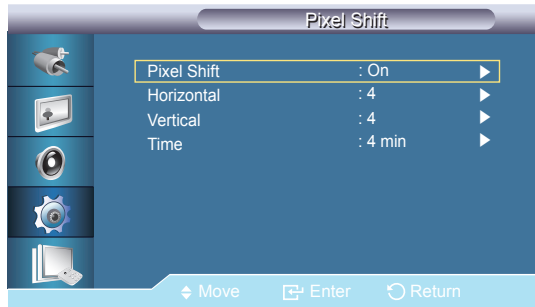 Pixel Shift
Pixel Shift : On
Horizontal : 4
Vertical : 4
Time : 4 min
Move Enter Return